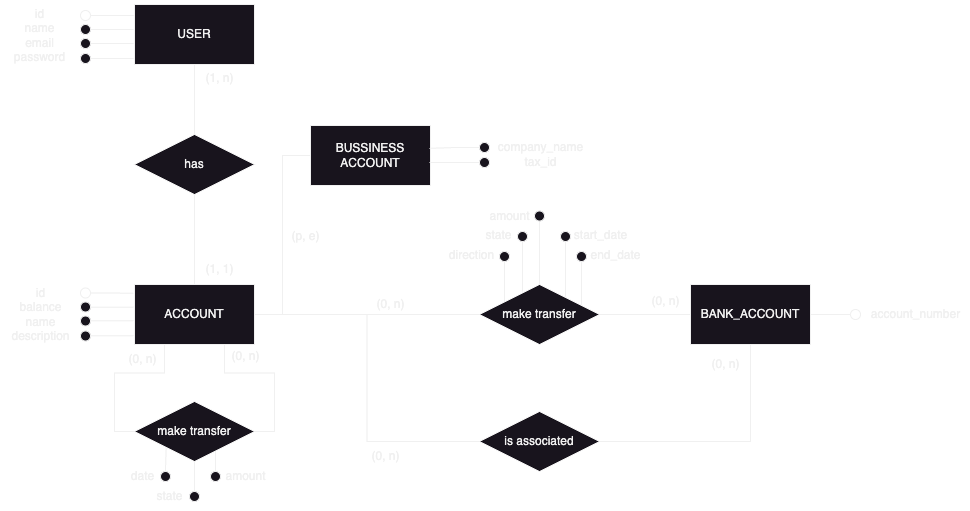 id
name
email
password
USER
(1, n)
has
(1, 1)
BUSSINESS
ACCOUNT
company_name
tax_id
(p, e)
id
balance
name
description
ACCOUNT
(0, n)
(0, n)
make transfer
date
state
amount
(0, n)
amount
state
start_date
direction
end_date
make transfer
(0, n)
BANK_ACCOUNT
account_number
(0, n)
is associated
(0, n)